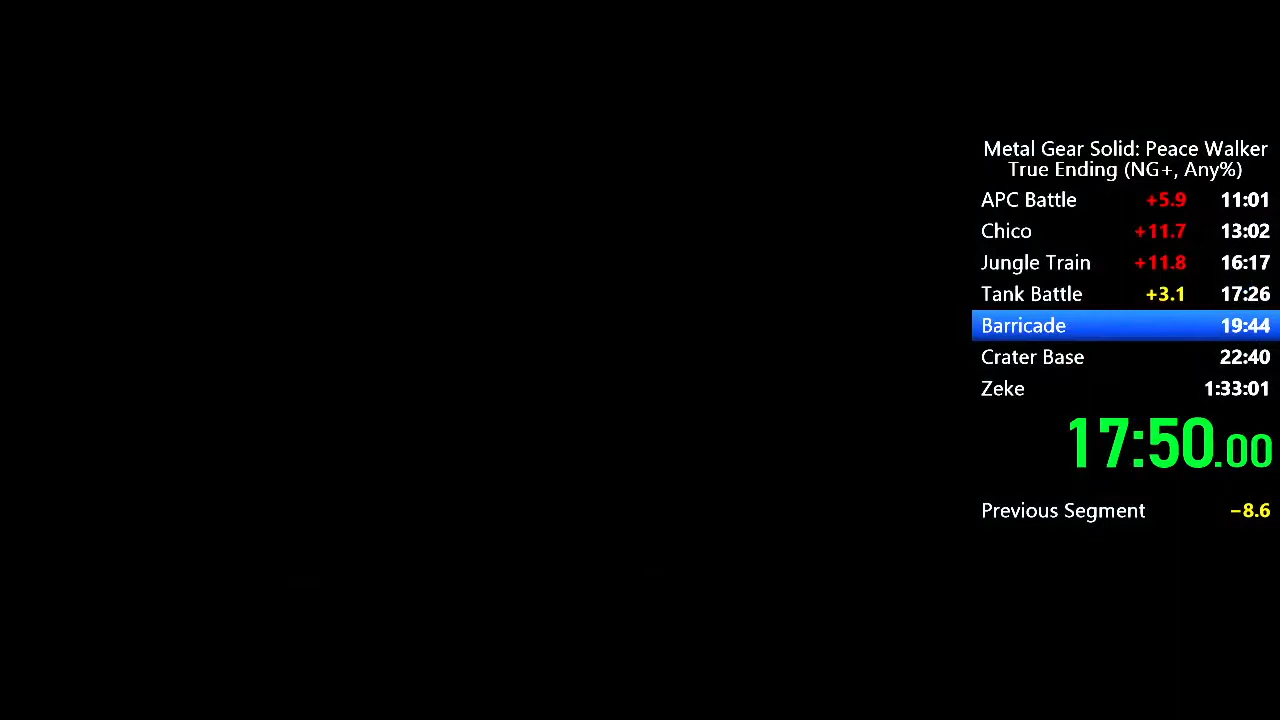 Metal Gear Solid: Peace Walker
True Ending (NG+, Any%)
APC Battle +5.9 11:01
Chico +11.7 13:02
Jungle Train +11.8 16:17
Tank Battle +3.1 17:26
Barricade 19:44
Crater Base 22:40
Zeke 1:33:01
17:50.00
Previous Segment −8.6